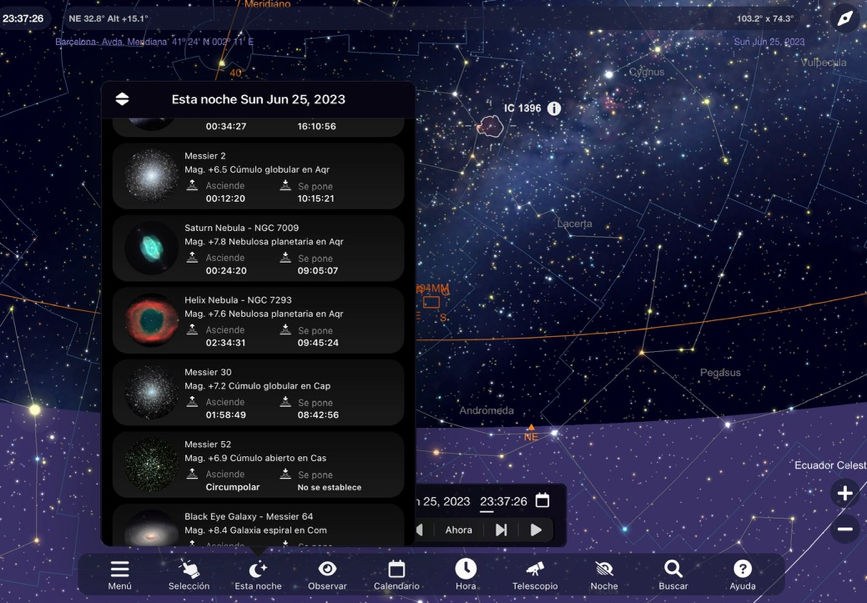 Meridiano
23:37:26
NE 32.8° Alt +15.1°
103.2° x 74.3°
Barcelona- Avda. Meridiana 41° 24' N 003° 11' E
Sun Jun 25, 2023
40
Cygnus
Vulpecula
Esta noche Sun Jun 25, 2023
IC 1396
00:34:27 16:10:56
Messier 2
Mag. +6.5 Cúmulo globular en Aqr
Asciende Se pone
00:12:20 10:15:21
Saturn Nebula - NGC 7009
Mag. +7.8 Nebulosa planetaria en Aqr
Asciende Se pone
00:24:20 09:05:07
Lacerta
Helix Nebula - NGC 7293
Mag. +7.6 Nebulosa planetaria en Aqr
Asciende Se pone
02:34:31 09:45:24
94MM
E S
Messier 30
Mag. +7.2 Cúmulo globular en Cap
Asciende Se pone
01:58:49 08:42:56
Pegasus
Andromeda
NE
Messier 52
Mag. +6.9 Cúmulo abierto en Cas
Asciende Se pone
Circumpolar No se establece
Ecuador Celest
Black Eye Galaxy - Messier 64
Mag. +8.4 Galaxia espiral en Com
Asciende Se pone
n 25, 2023 23:37:26
Ahora
Menú
Selección
Esta noche
Observar
Calendario
Hora
Telescopio
Noche
Buscar
Ayuda